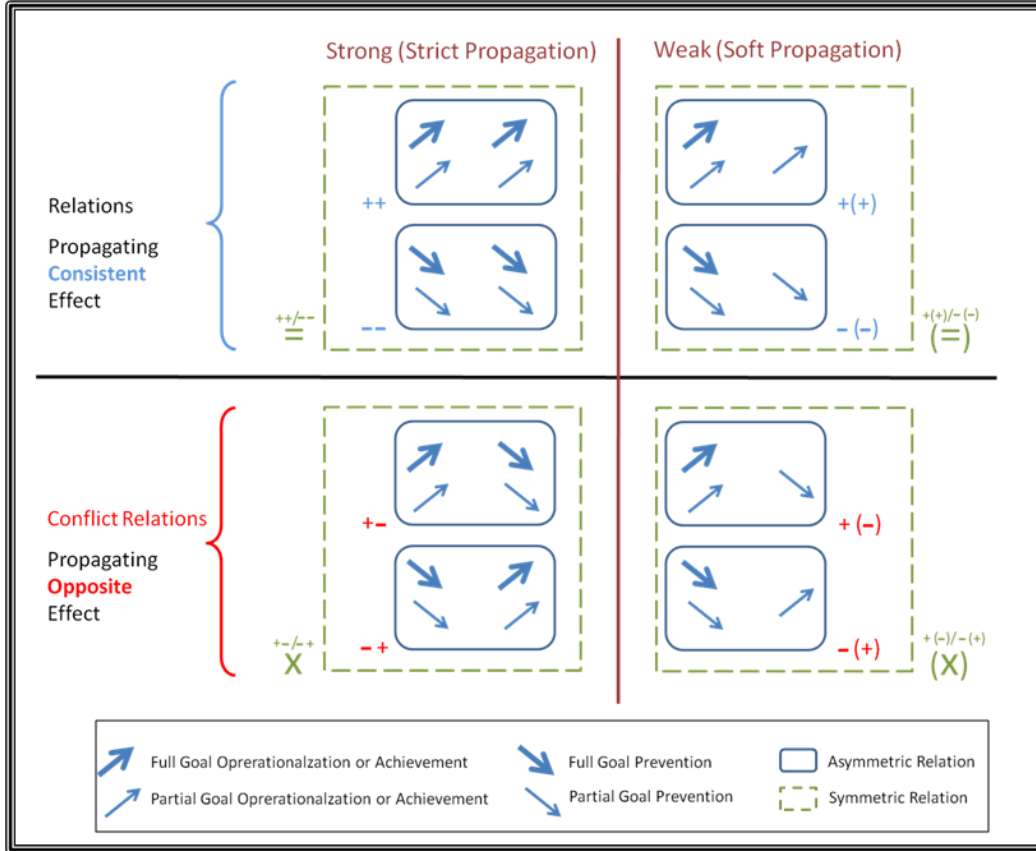 Strong (Strict Propagation)
Weak (Soft Propagation)
Relations
Propagating
Consistent
Effect
++
--
++/--
=
+(+)
-(-)
+(+)/-(-)
(=)
Conflict Relations
Propagating
Opposite
Effect
+-
-+
+-/-+
X
+(-)
-(+)
+(-)/-(+)
(X)
Full Goal Oprerationalzation or Achievement
Full Goal Prevention
Asymmetric Relation
Partial Goal Oprerationalzation or Achievement
Partial Goal Prevention
Symmetric Relation